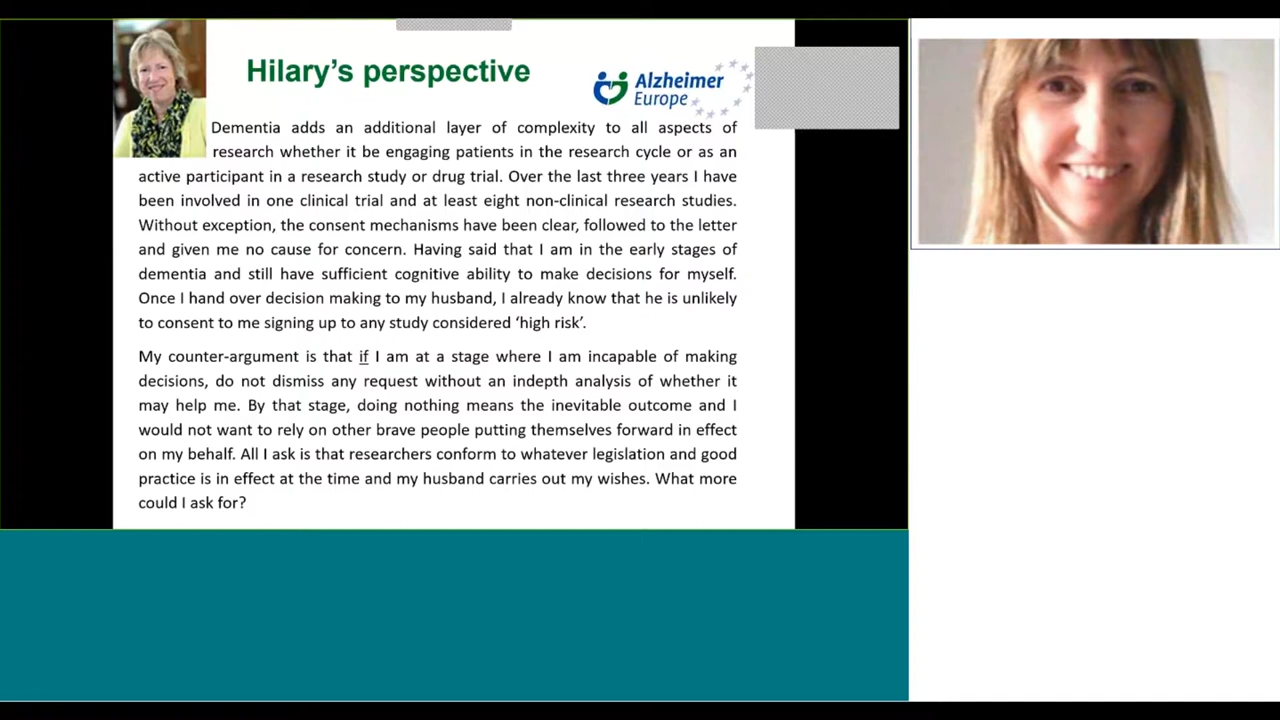 Hilary’s perspective
Alzheimer
Europe
Dementia adds an additional layer of complexity to all aspects of
research whether it be engaging patients in the research cycle or as an
active participant in a research study or drug trial. Over the last three years I have
been involved in one clinical trial and at least eight non-clinical research studies.
Without exception, the consent mechanisms have been clear, followed to the letter
and given me no cause for concern. Having said that I am in the early stages of
dementia and still have sufficient cognitive ability to make decisions for myself.
Once I hand over decision making to my husband, I already know that he is unlikely
to consent to me signing up to any study considered ‘high risk’.
My counter-argument is that if I am at a stage where I am incapable of making
decisions, do not dismiss any request without an indepth analysis of whether it
may help me. By that stage, doing nothing means the inevitable outcome and I
would not want to rely on other brave people putting themselves forward in effect
on my behalf. All I ask is that researchers conform to whatever legislation and good
practice is in effect at the time and my husband carries out my wishes. What more
could I ask for?